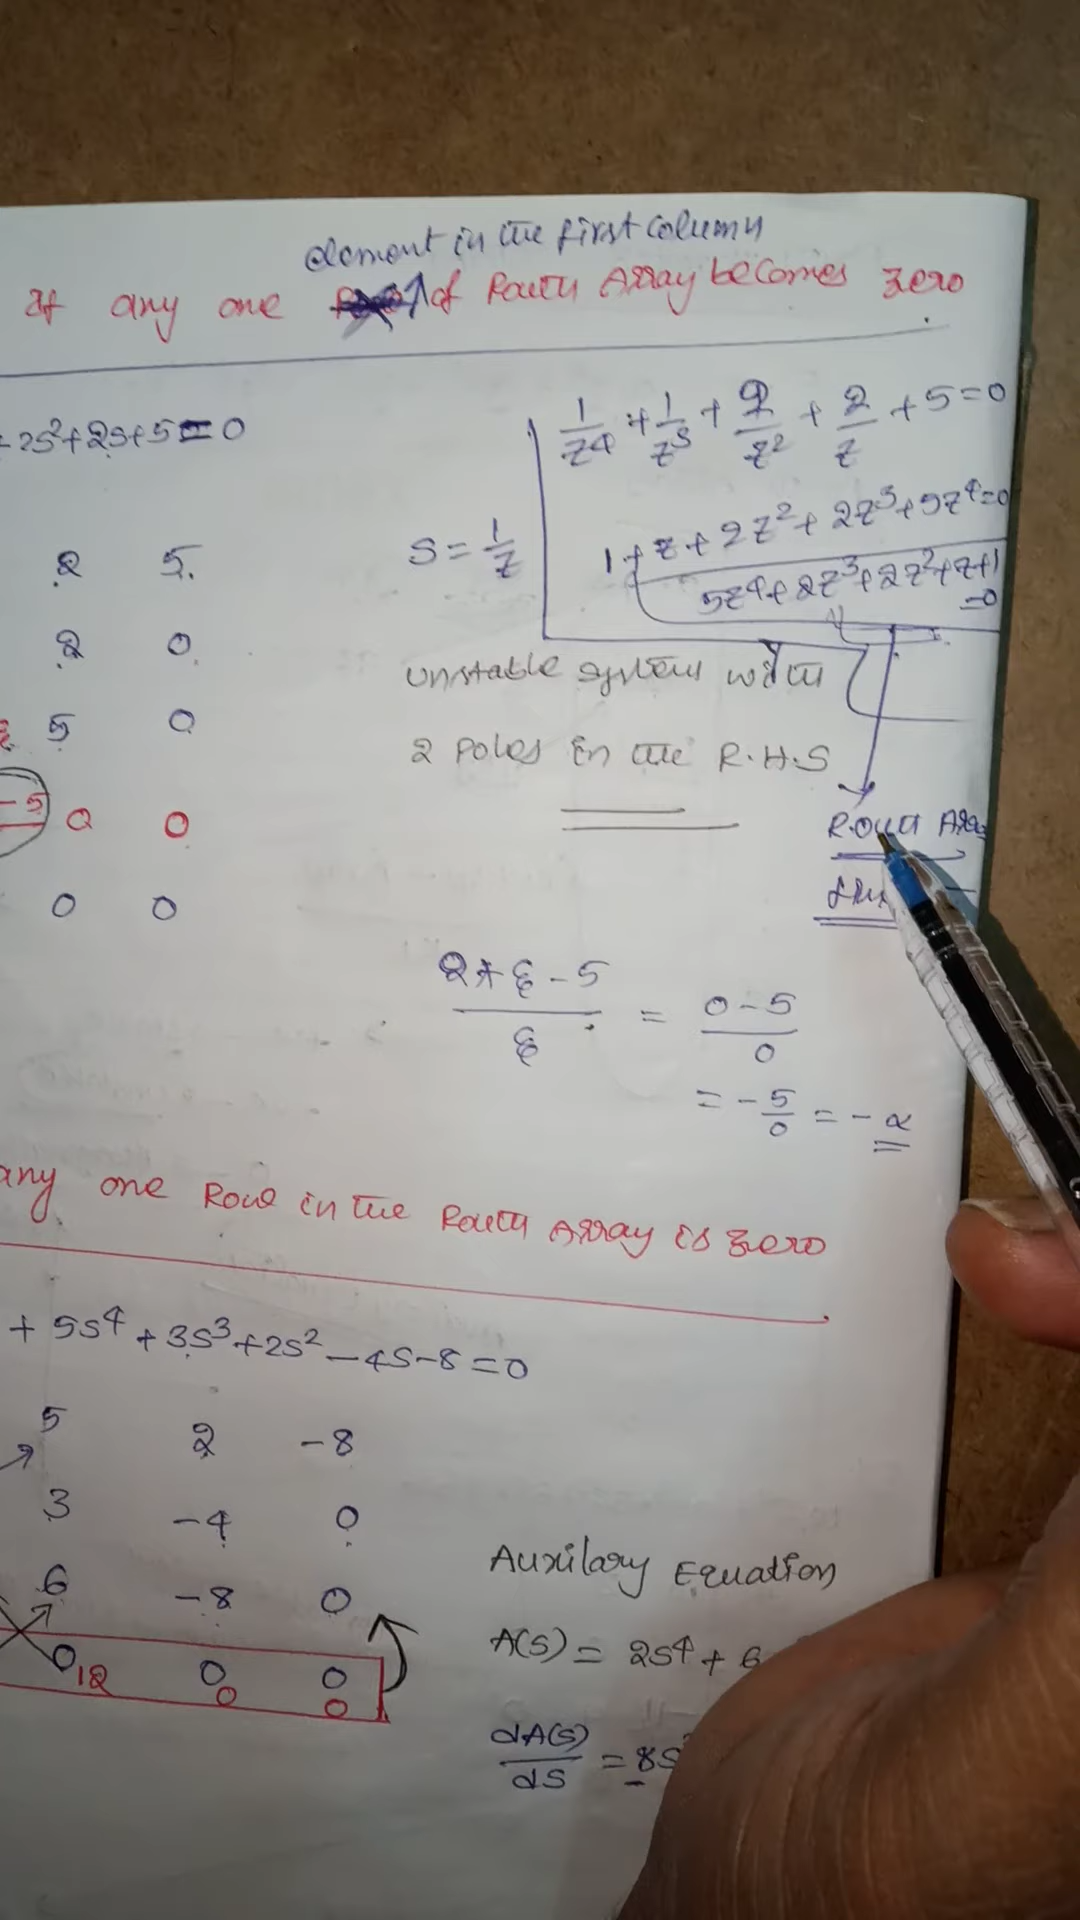 element in the first column
If any one of Routh Array becomes zero
2s²+2s+5=0
1/z⁴ + 1/z³ + 2/z² + 2/z + 5=0
s = 1/z
1+z+2z²+2z³+5z⁴=0
5z⁴+2z³+2z²+z+1
=0
2 5
2 0
5 0
-5 0 0
0 0
unstable system with
2 Poles in the R.H.S
Routh
(2*ε-5)/ε = (0-5)/0
= -5/0 = -α
any one Row in the Routh Array is zero
+ 5s⁴+3s³+2s²-4s-8=0
5 2 -8
3 -4 0
6 -8 0
0 0 0
12 0 0
Auxilary Equation
A(s) = 2s⁴+6
dA(s)/ds = 8s